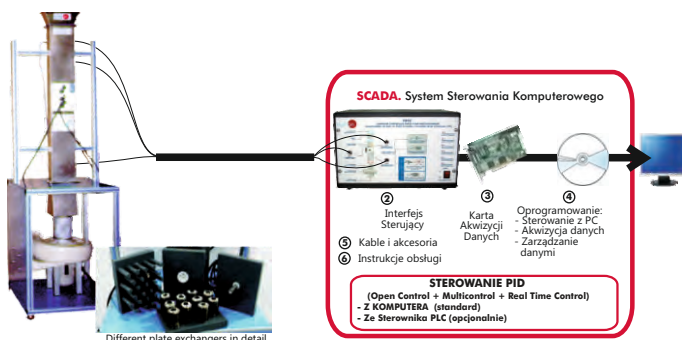 SCADA. System Sterowania Komputerowego
②
Interfejs
Sterujący
③
Karta
Akwizycji
Danych
④
Oprogramowanie:
- Sterowanie z PC
- Akwizycja danych
- Zarządzanie
danymi
⑤ Kable i akcesoria
⑥ Instrukcje obsługi
STEROWANIE PID
(Open Control + Multicontrol + Real Time Control)
- Z KOMPUTERA (standard)
- Ze Sterownika PLC (opcjonalnie)
Different plate exchangers in detail